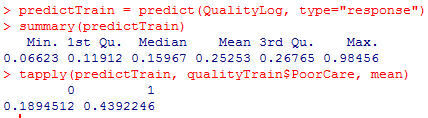 > predictTrain = predict(QualityLog, type="response")
> summary(predictTrain)
   Min. 1st Qu.  Median    Mean 3rd Qu.    Max.
0.06623 0.11912 0.15967 0.25253 0.26765 0.98456
> tapply(predictTrain, qualityTrain$PoorCare, mean)
        0         1
0.1894512 0.4392246